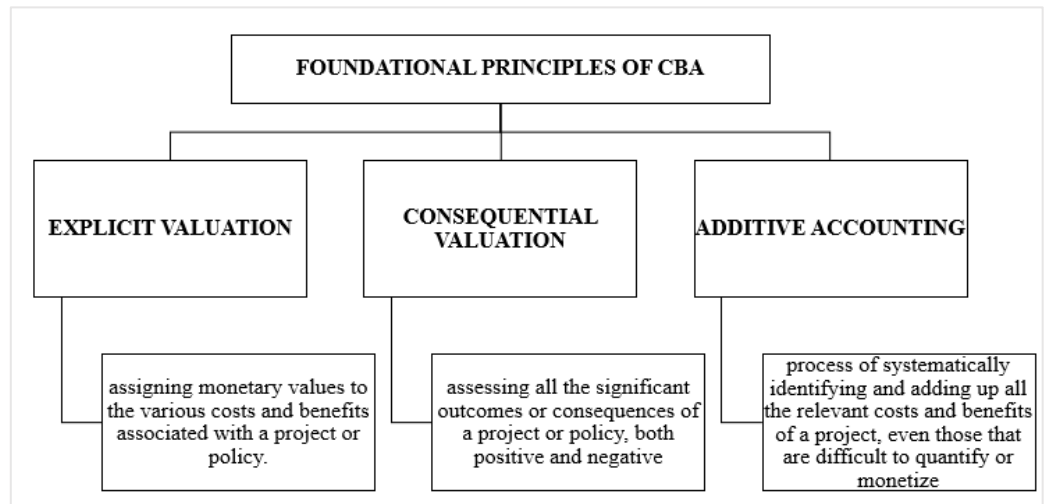 FOUNDATIONAL PRINCIPLES OF CBA
EXPLICIT VALUATION
CONSEQUENTIAL
VALUATION
ADDITIVE ACCOUNTING
assigning monetary values to
the various costs and benefits
associated with a project or
policy.
assessing all the significant
outcomes or consequences of
a project or policy, both
positive and negative
process of systematically
identifying and adding up all
the relevant costs and benefits
of a project, even those that
are difficult to quantify or
monetize